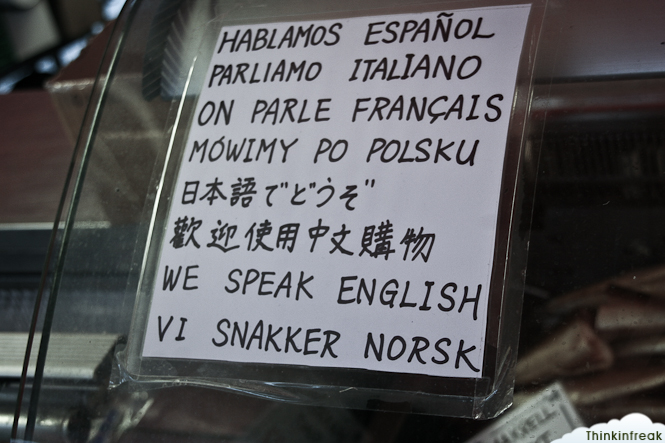 HABLAMOS ESPAÑOL
PARLIAMO ITALIANO
ON PARLE FRANÇAIS
MÓWIMY PO POLSKU
日本語でどうぞ"
歡迎使用中文購物
WE SPEAK ENGLISH
VI SNAKKER NORSK
Thinkinfreak